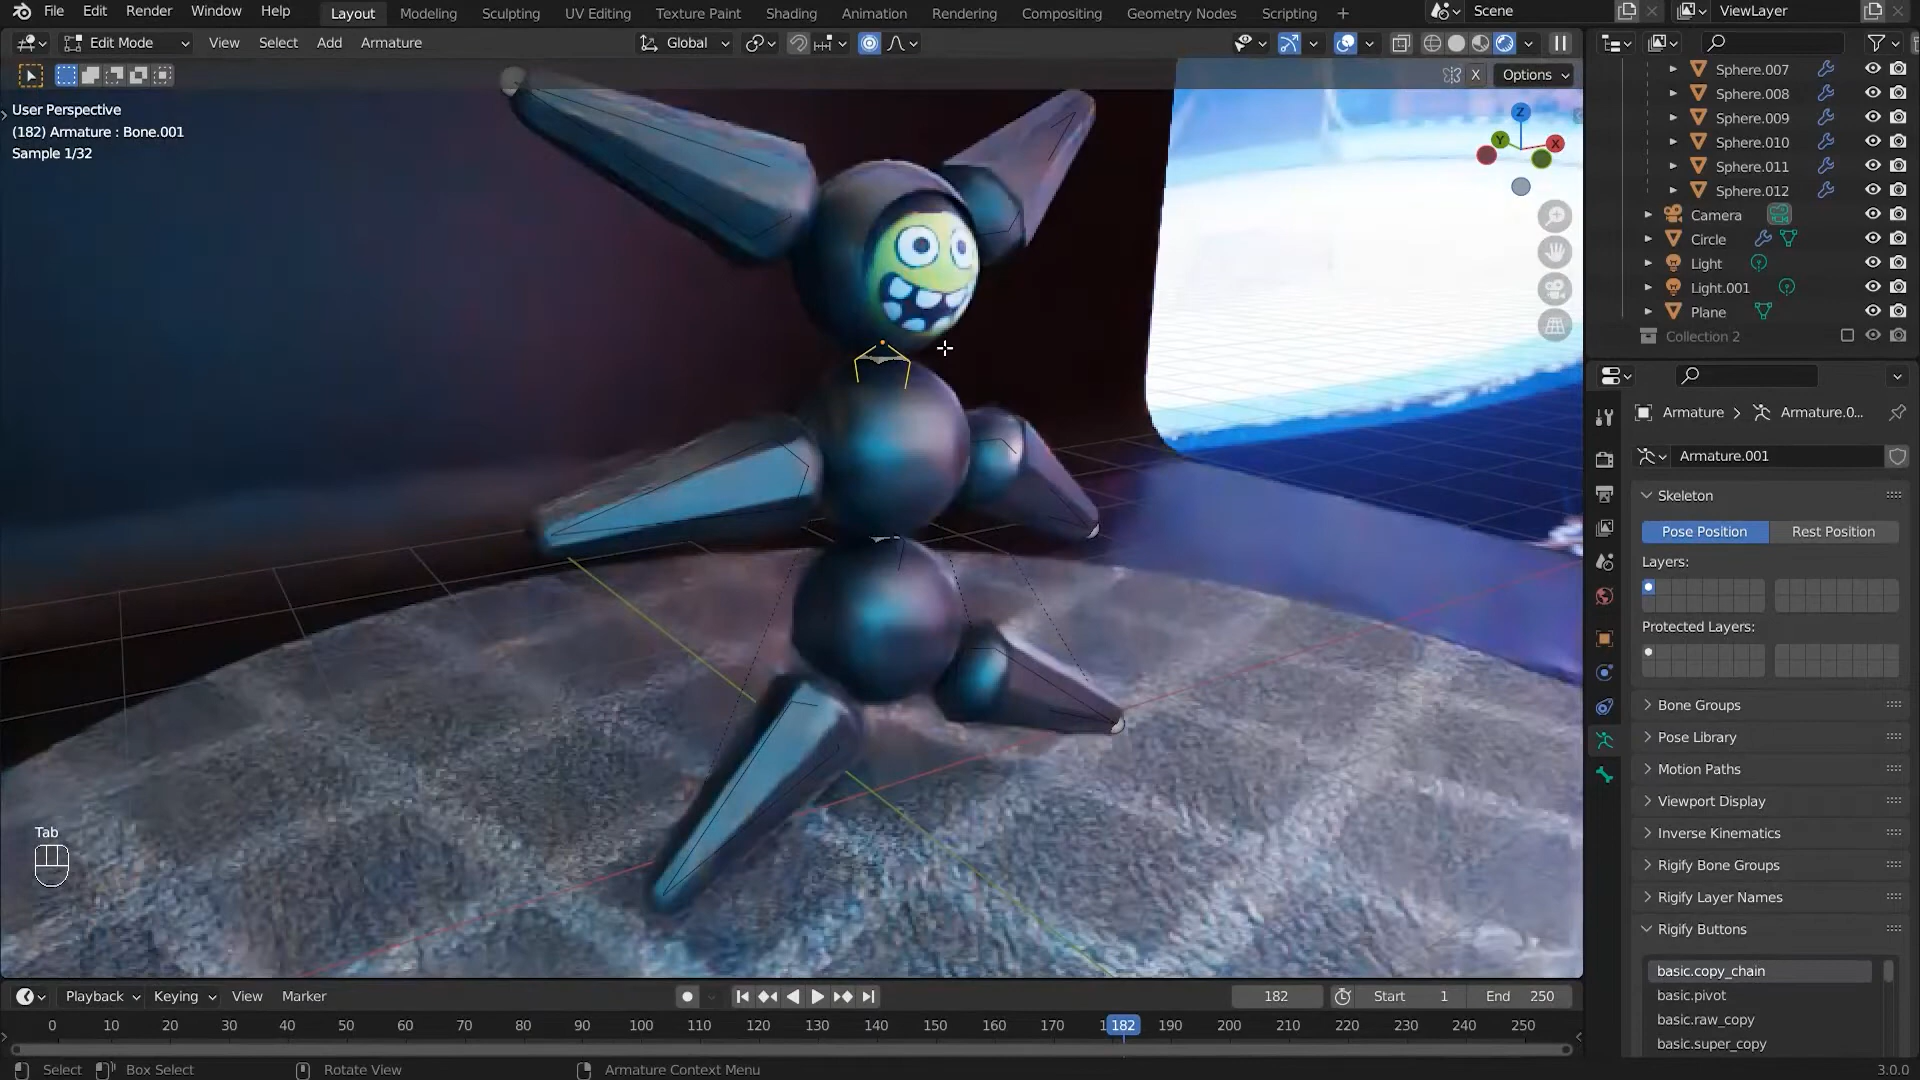 File Edit Render Window Help Layout Modeling Sculpting UV Editing Texture Paint Shading Animation Rendering Compositing Geometry Nodes Scripting + Scene ViewLayer
Edit Mode View Select Add Armature Global
X Options
User Perspective
(182) Armature : Bone.001
Sample 1/32
Z
Y
X
Sphere.007
Sphere.008
Sphere.009
Sphere.010
Sphere.011
Sphere.012
Camera
Circle
Light
Light.001
Plane
Collection 2
Armature > Armature.0...
Armature.001
Skeleton
Pose Position Rest Position
Layers:
Protected Layers:
Bone Groups
Pose Library
Motion Paths
Viewport Display
Inverse Kinematics
Rigify Bone Groups
Rigify Layer Names
Rigify Buttons
basic.copy_chain
basic.pivot
basic.raw_copy
basic.super_copy
Tab
Playback Keying View Marker 182 Start 1 End 250
0 10 20 30 40 50 60 70 80 90 100 110 120 130 140 150 160 170 182 190 200 210 220 230 240 250
Select Box Select Rotate View Armature Context Menu 3.0.0